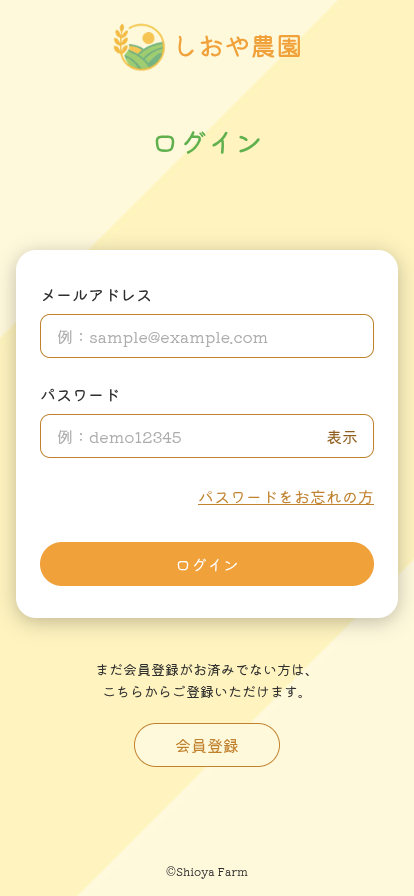 しおや農園
ログイン
メールアドレス
例：sample@example.com
パスワード
例：demo12345
表示
パスワードをお忘れの方
ログイン
まだ会員登録がお済みでない方は、
こちらからご登録いただけます。
会員登録
©Shioya Farm